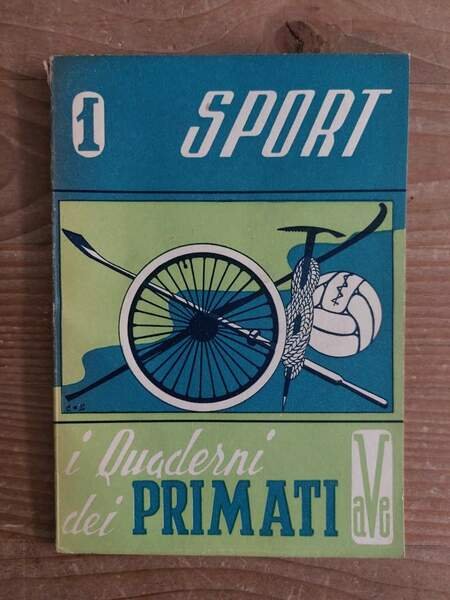 1 SPORT
i Quaderni
dei PRIMATI
aVe